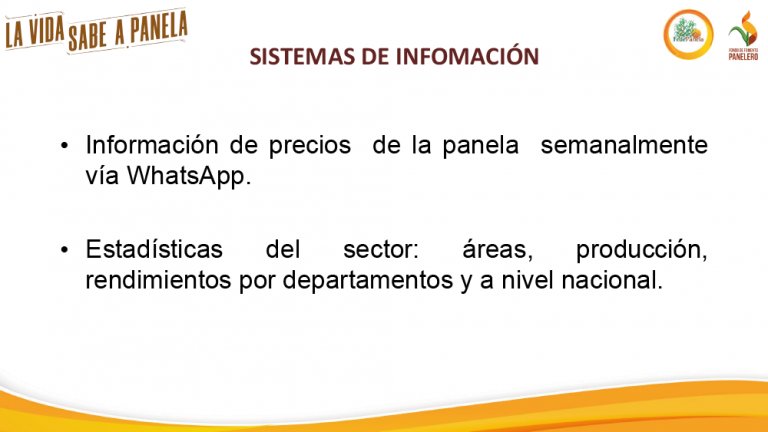 LA VIDA
SABE A PANELA
Fedepanela
FONDO DE FOMENTO
PANELERO
SISTEMAS DE INFOMACIÓN
• Información de precios de la panela semanalmente
vía WhatsApp.
• Estadísticas del sector: áreas, producción,
rendimientos por departamentos y a nivel nacional.